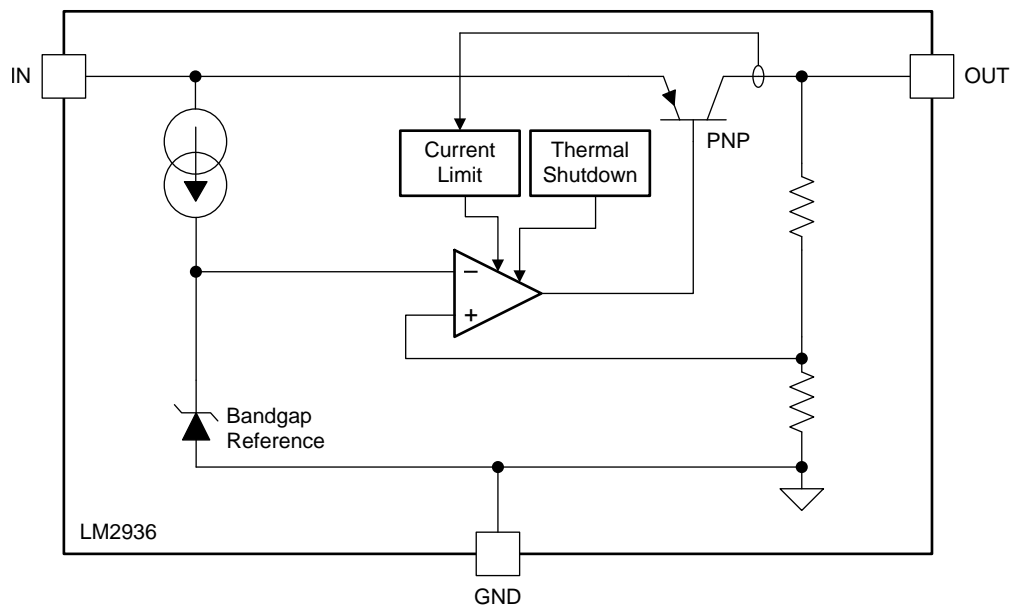 IN
OUT
PNP
Current
Limit
Thermal
Shutdown
−
+
Bandgap
Reference
LM2936
GND